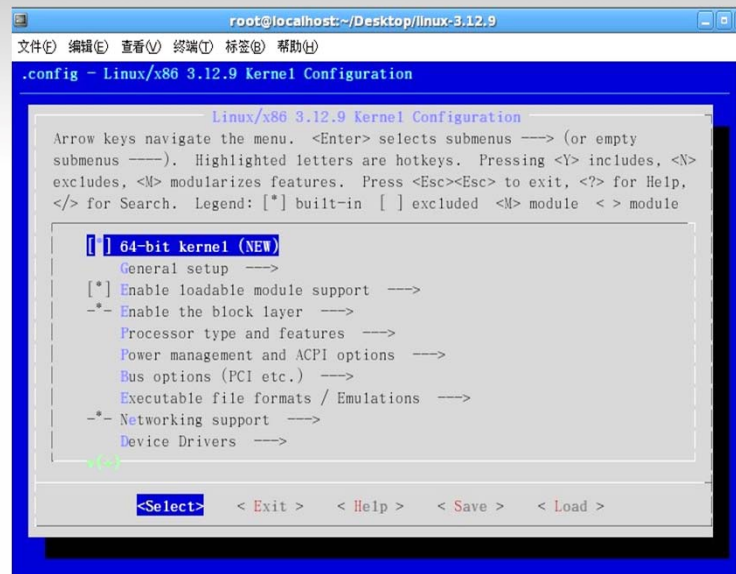 root@localhost:~/Desktop/linux-3.12.9
文件(F) 编辑(E) 查看(V) 终端(T) 标签(B) 帮助(H)
.config - Linux/x86 3.12.9 Kernel Configuration
Linux/x86 3.12.9 Kernel Configuration
Arrow keys navigate the menu. <Enter> selects submenus ---> (or empty
submenus ----). Highlighted letters are hotkeys. Pressing <Y> includes, <N>
excludes, <M> modularizes features. Press <Esc><Esc> to exit, <?> for Help,
</> for Search. Legend: [*] built-in [ ] excluded <M> module < > module
[*] 64-bit kernel (NEW)
General setup --->
[*] Enable loadable module support --->
-*- Enable the block layer --->
Processor type and features --->
Power management and ACPI options --->
Bus options (PCI etc.) --->
Executable file formats / Emulations --->
-*- Networking support --->
Device Drivers --->
v(+)
<Select> < Exit > < Help > < Save > < Load >